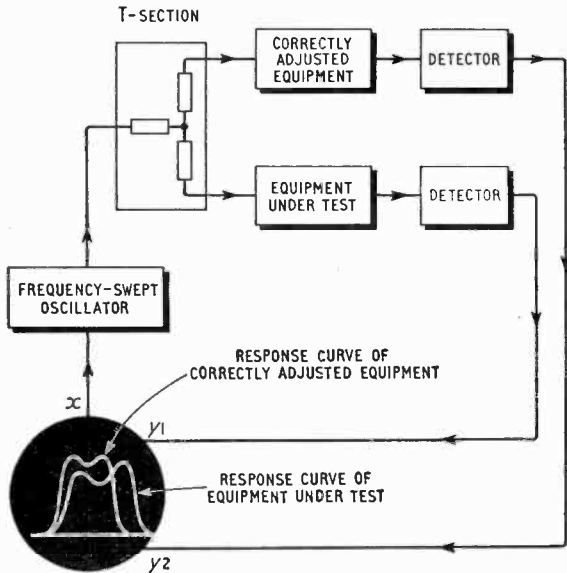 T-SECTION
CORRECTLY
ADJUSTED
EQUIPMENT
DETECTOR
EQUIPMENT
UNDER TEST
DETECTOR
FREQUENCY-SWEPT
OSCILLATOR
RESPONSE CURVE OF
CORRECTLY ADJUSTED EQUIPMENT
x
y1
RESPONSE CURVE OF
EQUIPMENT UNDER TEST
y2